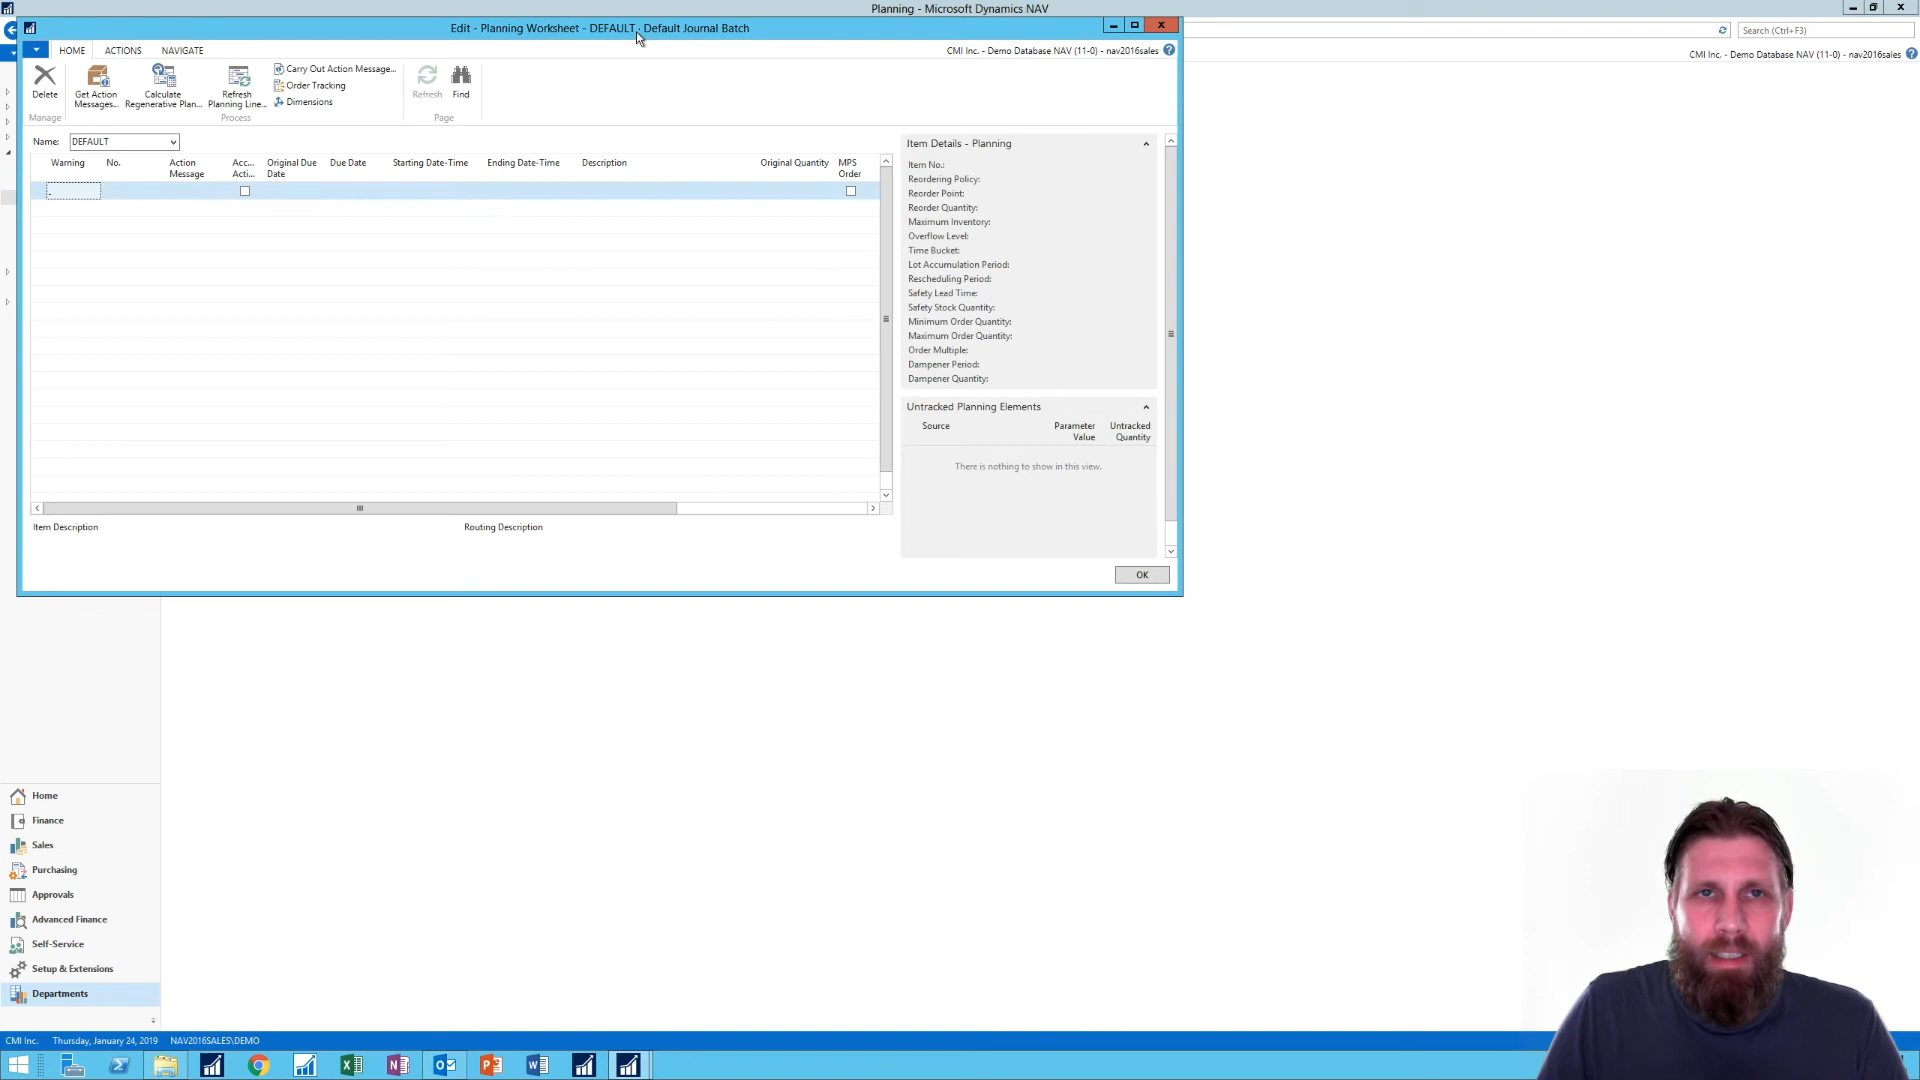 Planning - Microsoft Dynamics NAV
Edit - Planning Worksheet - DEFAULT · Default Journal Batch
Search (Ctrl+F3)
HOME ACTIONS NAVIGATE
CMI Inc. - Demo Database NAV (11-0) - nav2016sales
CMI Inc. - Demo Database NAV (11-0) - nav2016sales
Delete
Get Action Messages...
Calculate Regenerative Plan...
Refresh Planning Line...
Carry Out Action Message...
Order Tracking
Dimensions
Refresh
Find
Manage
Process
Page
Name: DEFAULT
Warning No. Action Message Acc... Acti... Original Due Date Due Date Starting Date-Time Ending Date-Time Description Original Quantity MPS Order
Item Details - Planning
Item No.:
Reordering Policy:
Reorder Point:
Reorder Quantity:
Maximum Inventory:
Overflow Level:
Time Bucket:
Lot Accumulation Period:
Rescheduling Period:
Safety Lead Time:
Safety Stock Quantity:
Minimum Order Quantity:
Maximum Order Quantity:
Order Multiple:
Dampener Period:
Dampener Quantity:
Untracked Planning Elements
Source Parameter Value Untracked Quantity
There is nothing to show in this view.
Item Description Routing Description
OK
Home
Finance
Sales
Purchasing
Approvals
Advanced Finance
Self-Service
Setup & Extensions
Departments
CMI Inc. Thursday, January 24, 2019 NAV2016SALES\DEMO